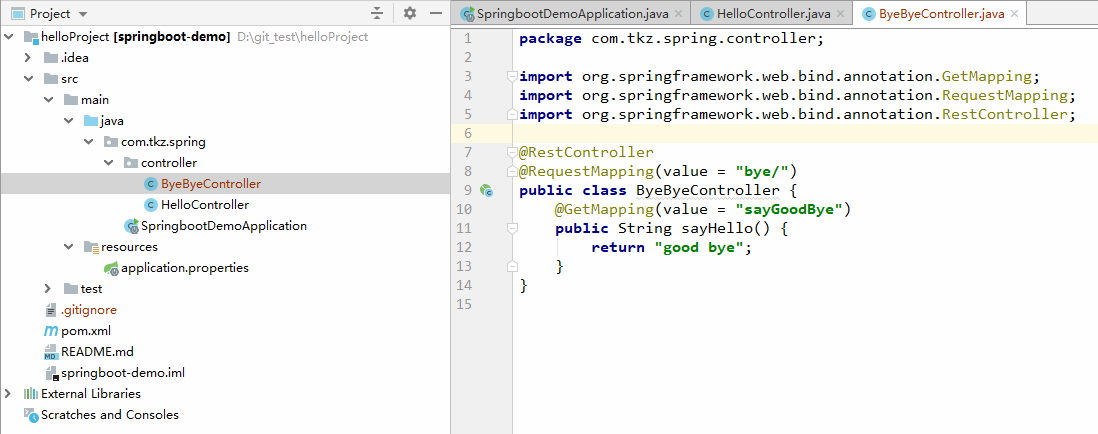 Project
helloProject [springboot-demo] D:\git_test\helloProject
.idea
src
main
java
com.tkz.spring
controller
ByeByeController
HelloController
SpringbootDemoApplication
resources
application.properties
test
.gitignore
pom.xml
README.md
springboot-demo.iml
External Libraries
Scratches and Consoles
SpringbootDemoApplication.java HelloController.java ByeByeController.java
1 package com.tkz.spring.controller;
2
3 import org.springframework.web.bind.annotation.GetMapping;
4 import org.springframework.web.bind.annotation.RequestMapping;
5 import org.springframework.web.bind.annotation.RestController;
6
7 @RestController
8 @RequestMapping(value = "bye/")
9 public class ByeByeController {
10 @GetMapping(value = "sayGoodBye")
11 public String sayHello() {
12 return "good bye";
13 }
14 }
15